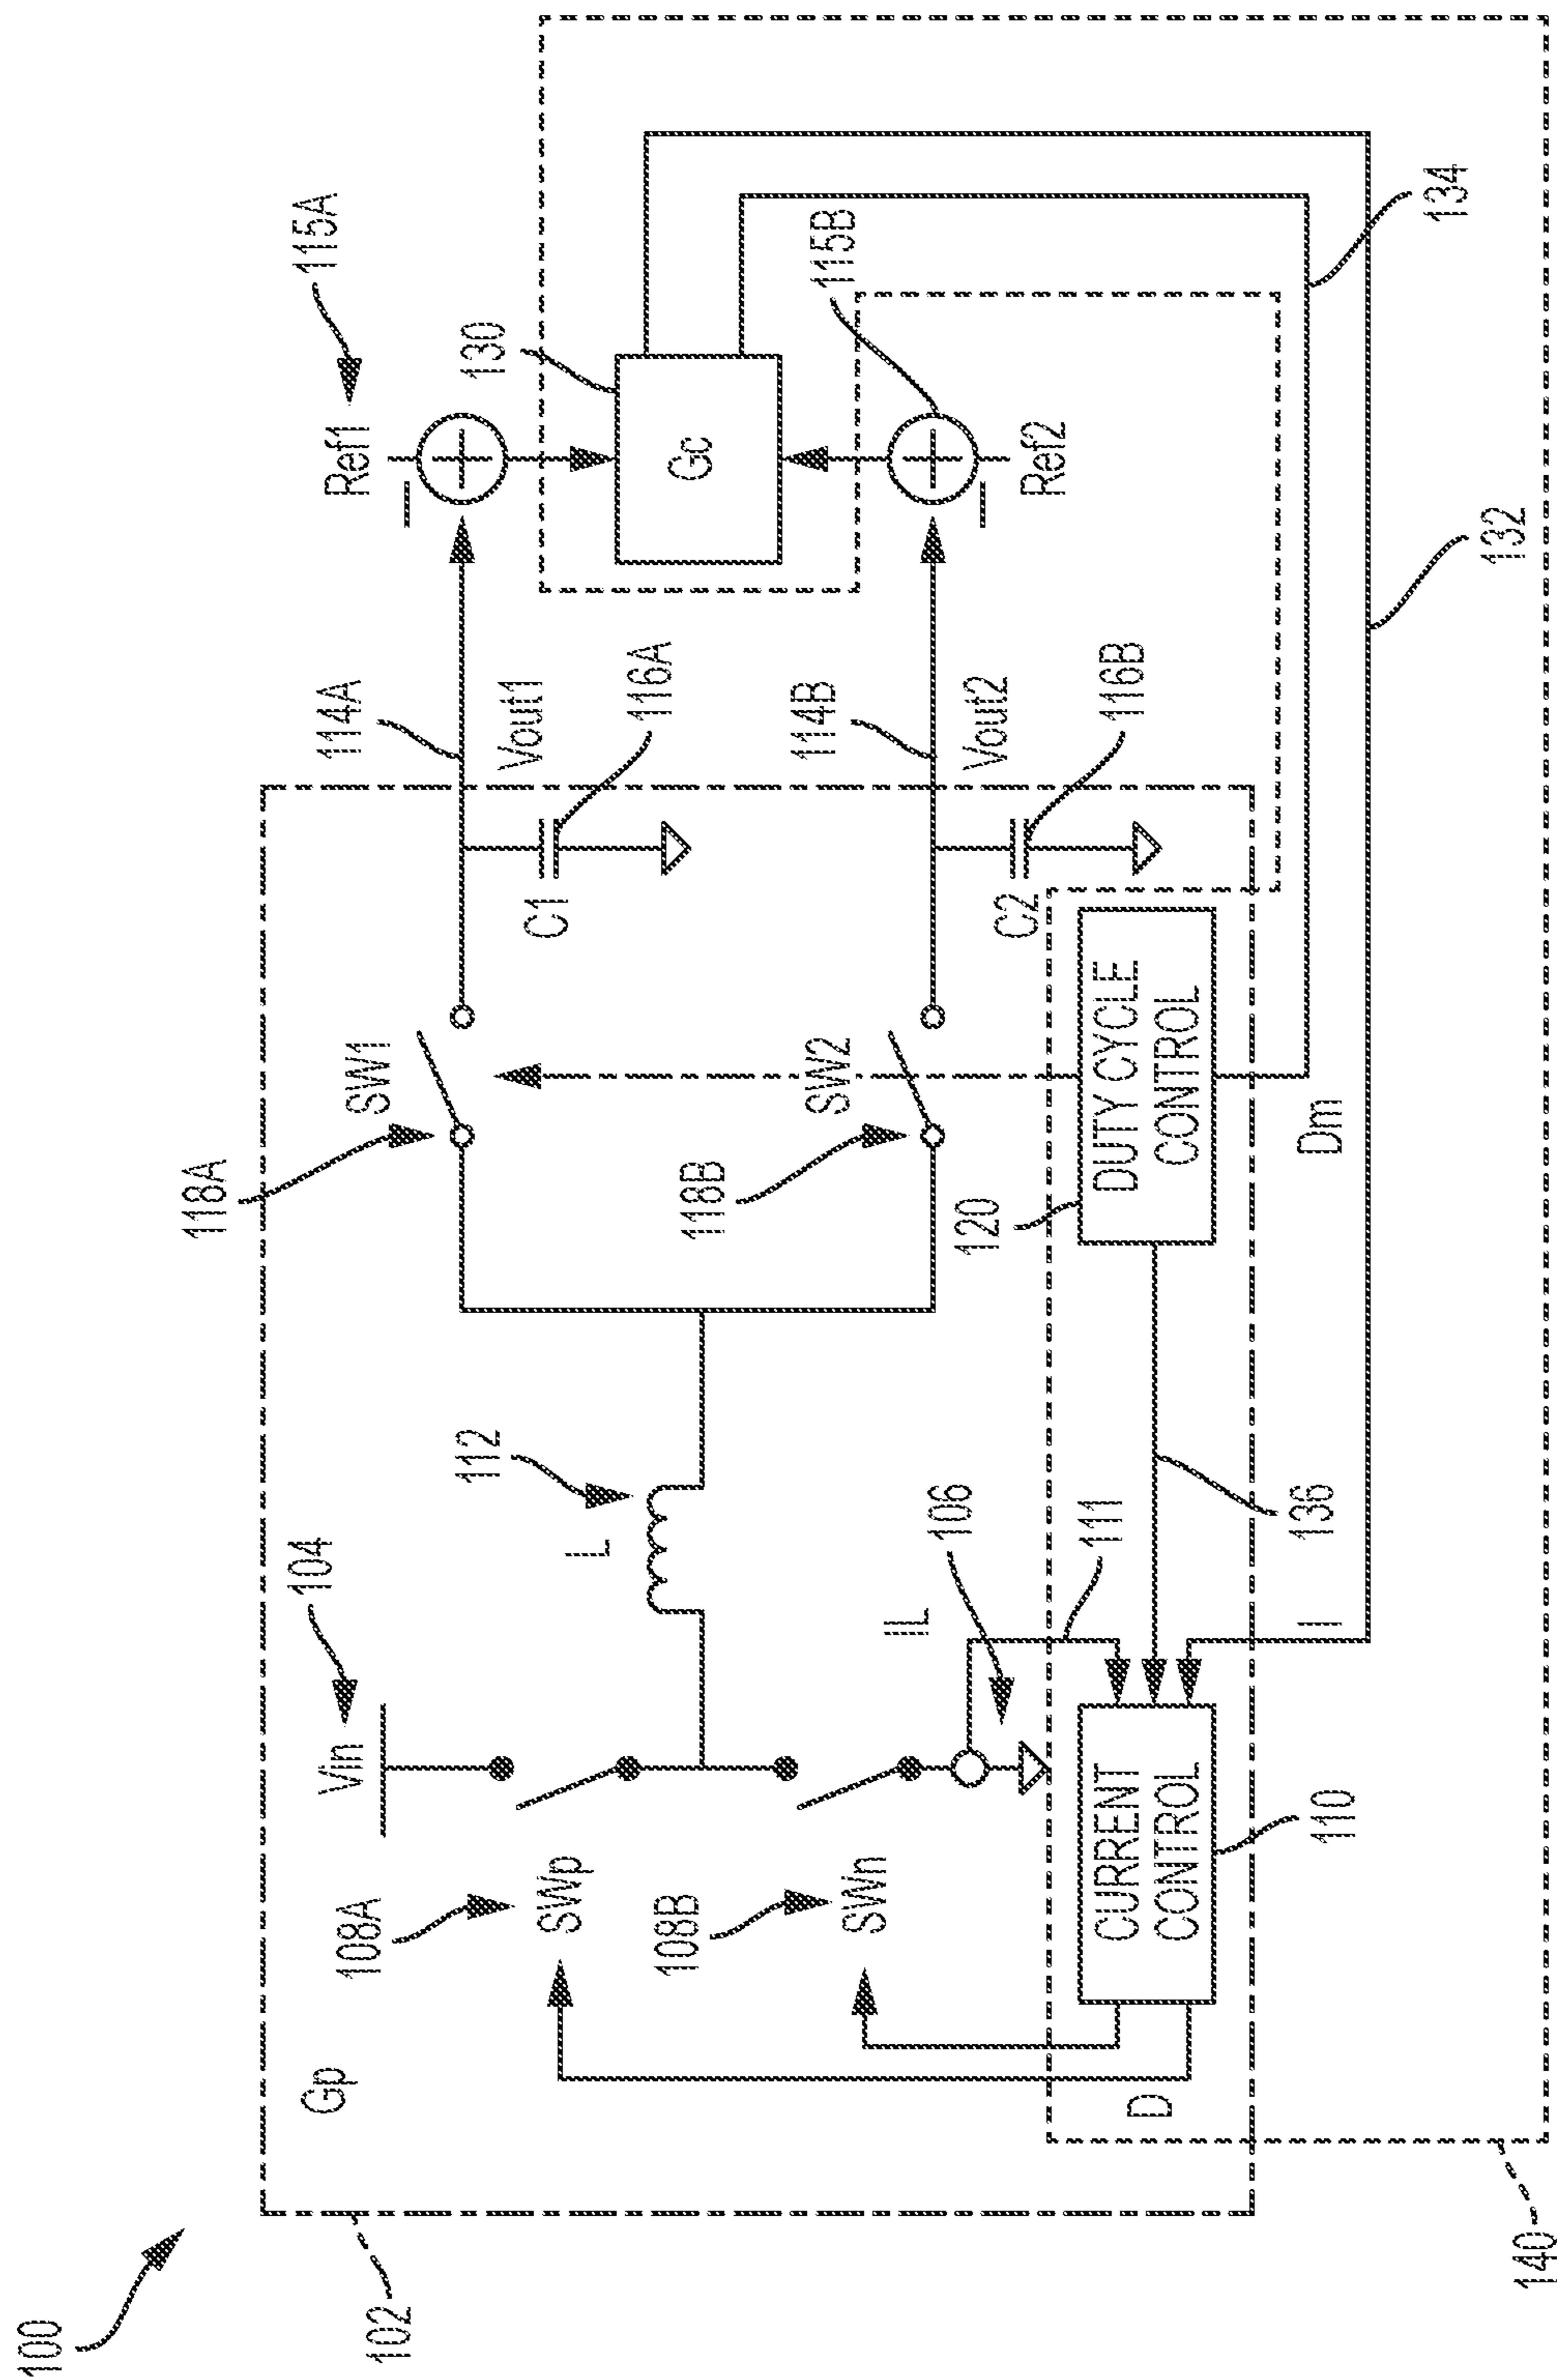 100
102
Gp
104
Vin
108A
SWp
108B
SWn
D
CURRENT
CONTROL
110
106
IL
111
I
136
112
L
118A
SW1
118B
SW2
120
DUTY CYCLE
CONTROL
Dm
C1
116A
C2
116B
114A
Vout1
114B
Vout2
115A
Ref1
130
Gc
115B
Ref2
134
132
140